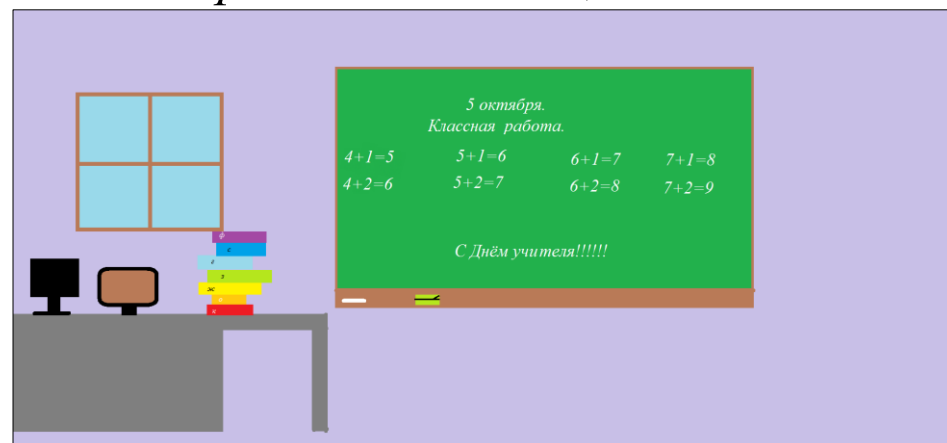 5 октября.
Классная работа.
4+1=5 5+1=6 6+1=7 7+1=8
4+2=6 5+2=7 6+2=8 7+2=9
С Днём учителя!!!!!!
ф
с
з
ж
к